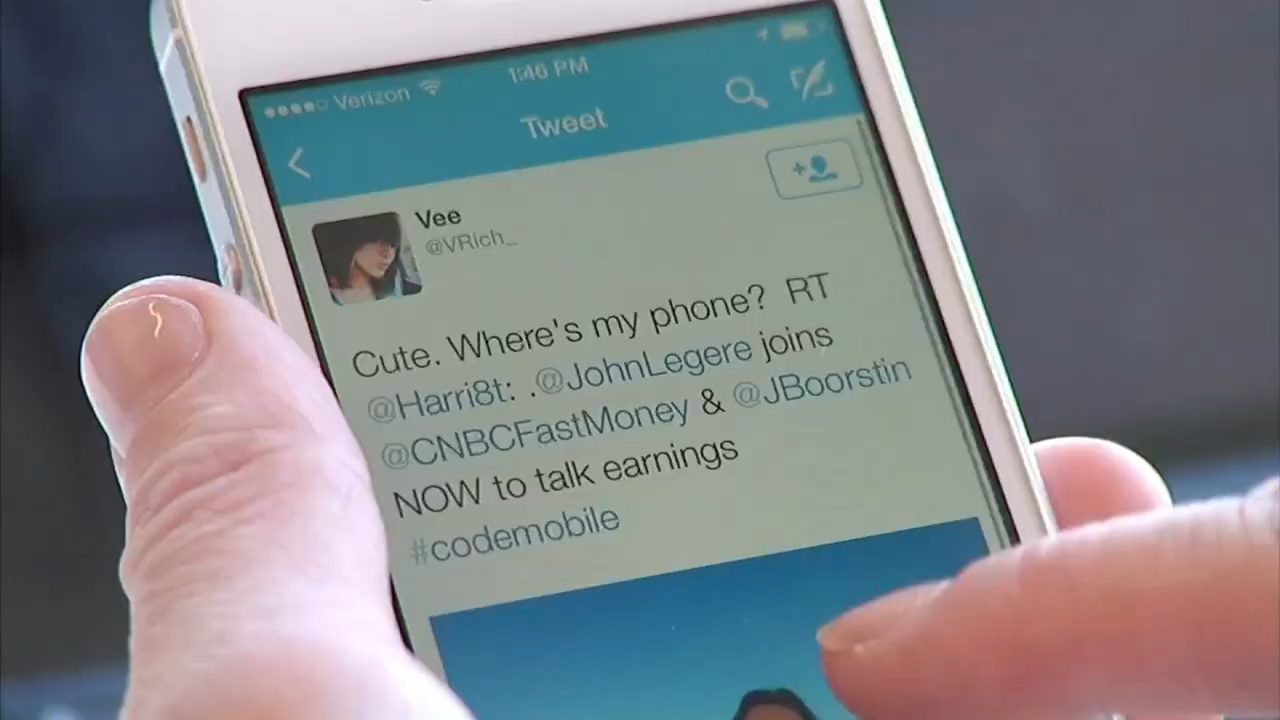 Verizon 1:46 PM
Tweet
Vee
@VRich_
Cute. Where's my phone? RT
@Harri8t: .@JohnLegere joins
@CNBCFastMoney & @JBoorstin
NOW to talk earnings
#codemobile